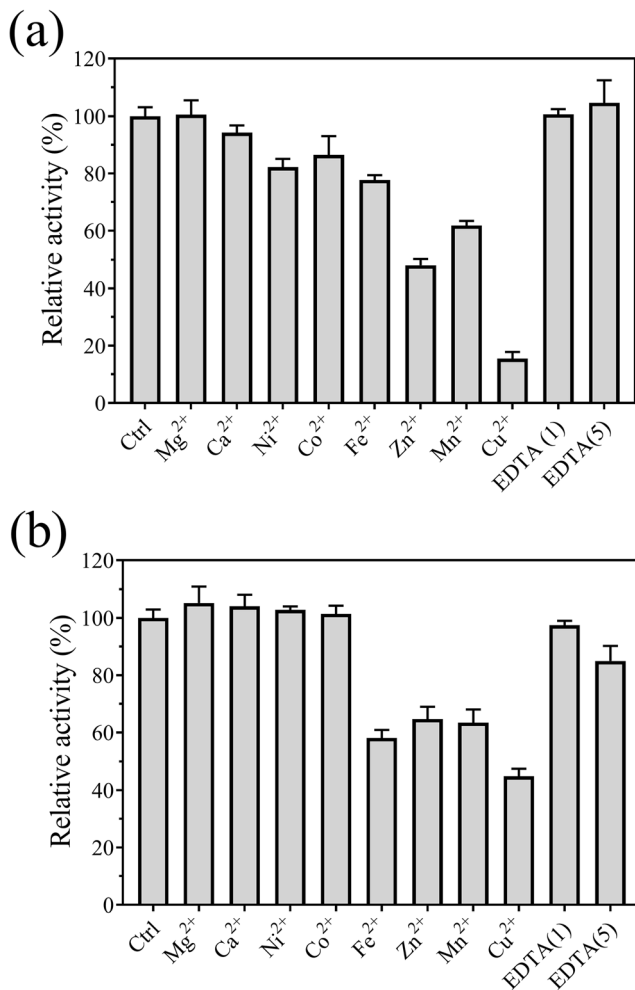 (a)
Relative activity (%)
120
100
80
60
40
20
0
Ctrl
Mg²⁺
Ca²⁺
Ni²⁺
Co²⁺
Fe²⁺
Zn²⁺
Mn²⁺
Cu²⁺
EDTA (1)
EDTA(5)
(b)
Relative activity (%)
120
100
80
60
40
20
0
Ctrl
Mg²⁺
Ca²⁺
Ni²⁺
Co²⁺
Fe²⁺
Zn²⁺
Mn²⁺
Cu²⁺
EDTA(1)
EDTA(5)